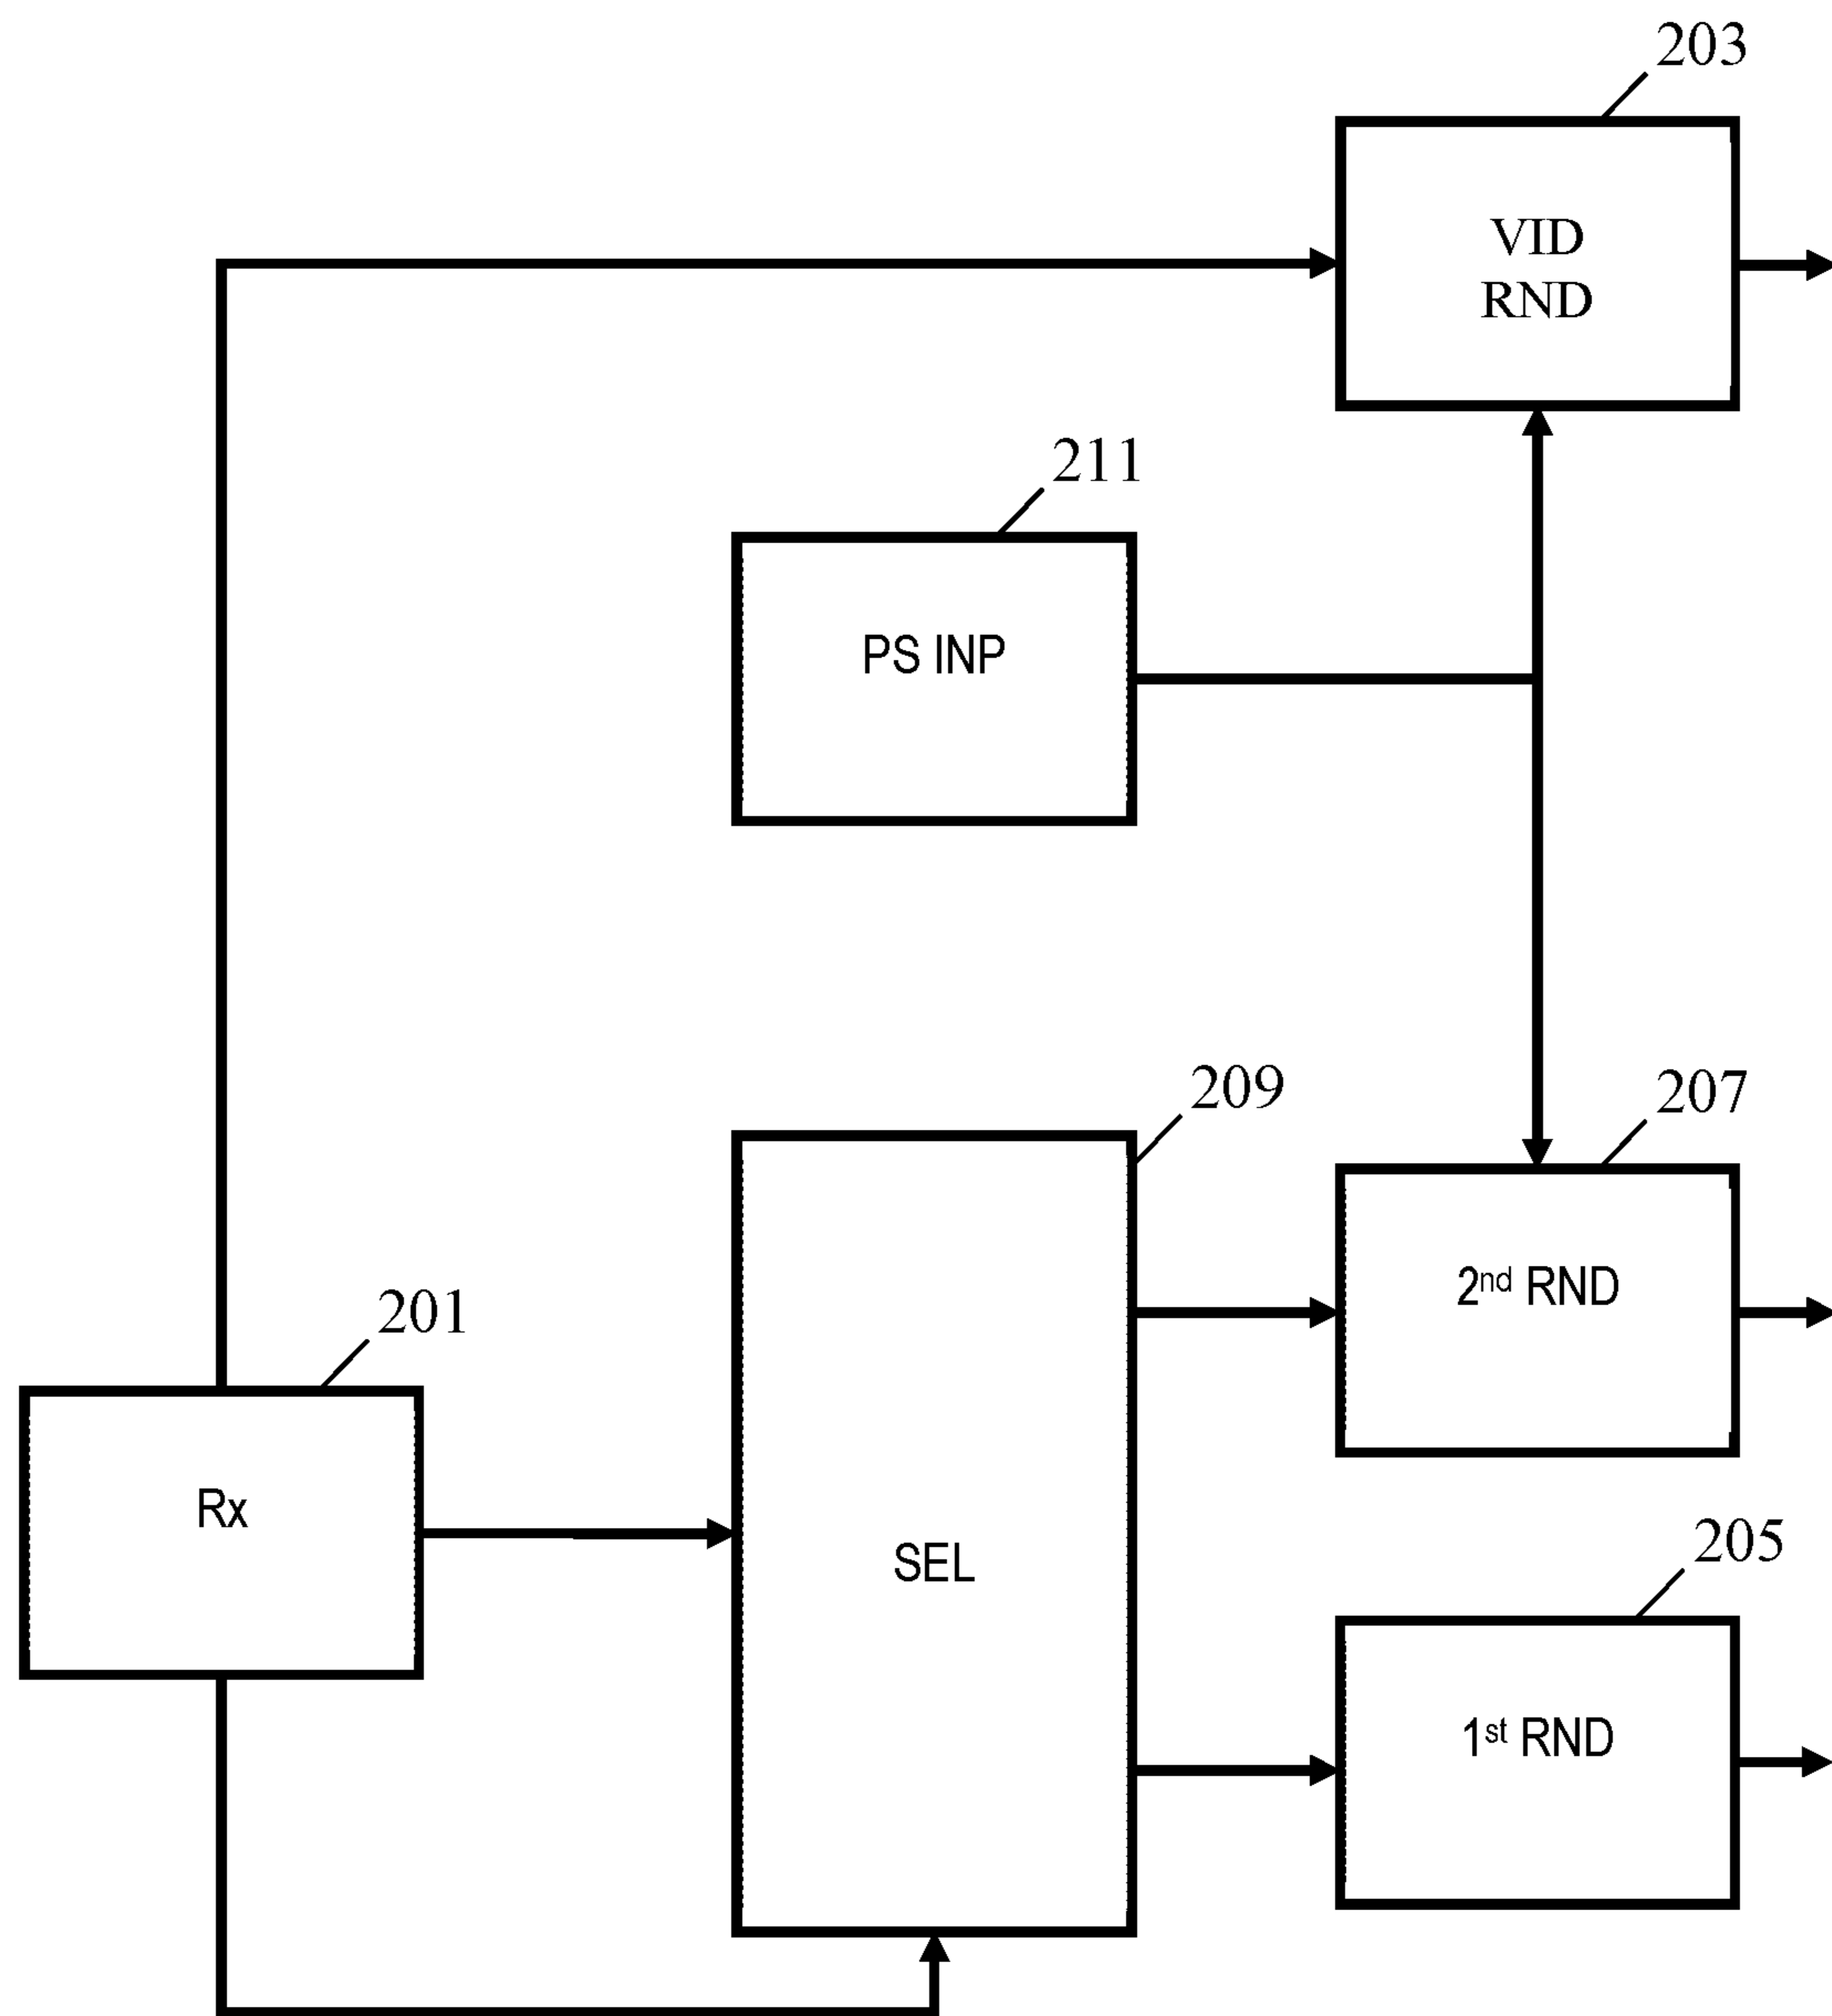 203
VID
RND
211
PS INP
209
207
2nd RND
201
Rx
SEL
205
1st RND